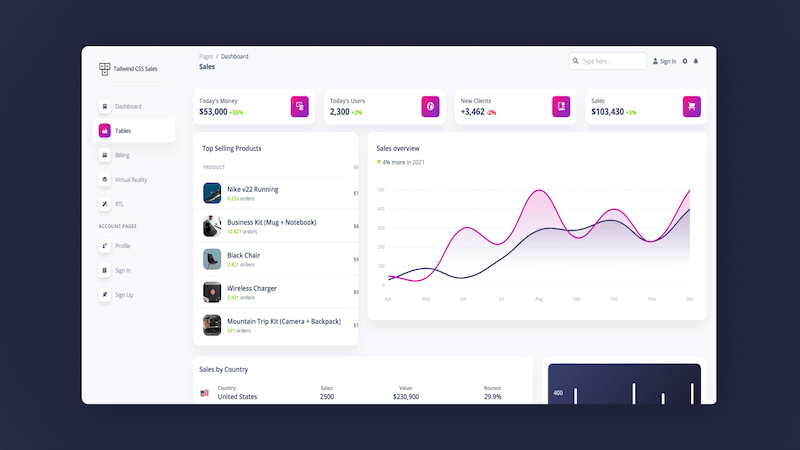 Tailwind CSS Sales
Dashboard
Tables
Billing
Virtual Reality
RTL
ACCOUNT PAGES
Profile
Sign In
Sign Up
Pages / Dashboard
Sales
Type here...
Sign In
Today's Money
$53,000 +55%
Today's Users
2,300 +3%
New Clients
+3,462 -2%
Sales
$103,430 +5%
Top Selling Products
PRODUCT
Nike v22 Running
8.232 orders
Business Kit (Mug + Notebook)
12.821 orders
Black Chair
2.421 orders
Wireless Charger
5.921 orders
Mountain Trip Kit (Camera + Backpack)
921 orders
Sales overview
4% more in 2021
500
400
300
200
100
0
Apr May Jun Jul Aug Sep Oct Nov Dec
Sales by Country
Country: Sales: Value: Bounce:
United States 2500 $230,900 29.9%
400